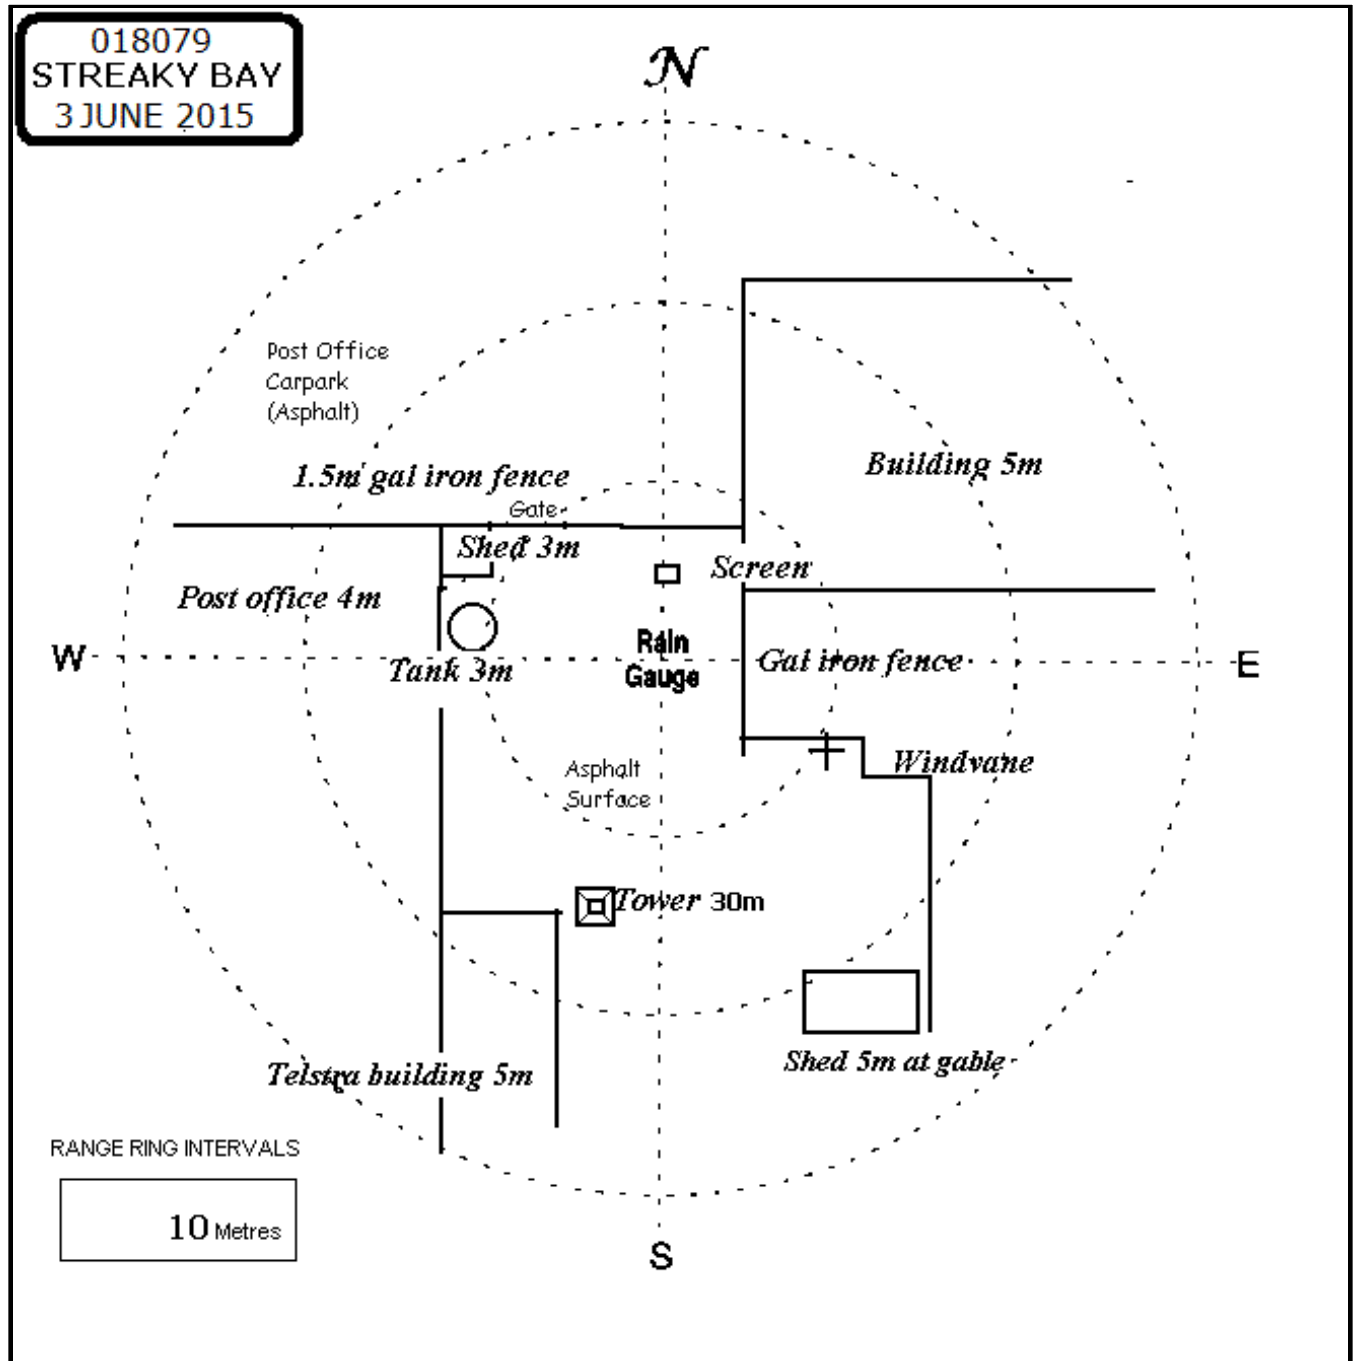 018079
STREAKY BAY
3 JUNE 2015
N
Post Office
Carpark
(Asphalt)
Building 5m
1.5m gal iron fence
Gate
Shed 3m
Screen
Post office 4m
Rain
Gauge
W
Tank 3m
Gal iron fence
E
Asphalt
Surface
Windvane
Tower 30m
Shed 5m at gable
Telstra building 5m
RANGE RING INTERVALS
10 Metres
S